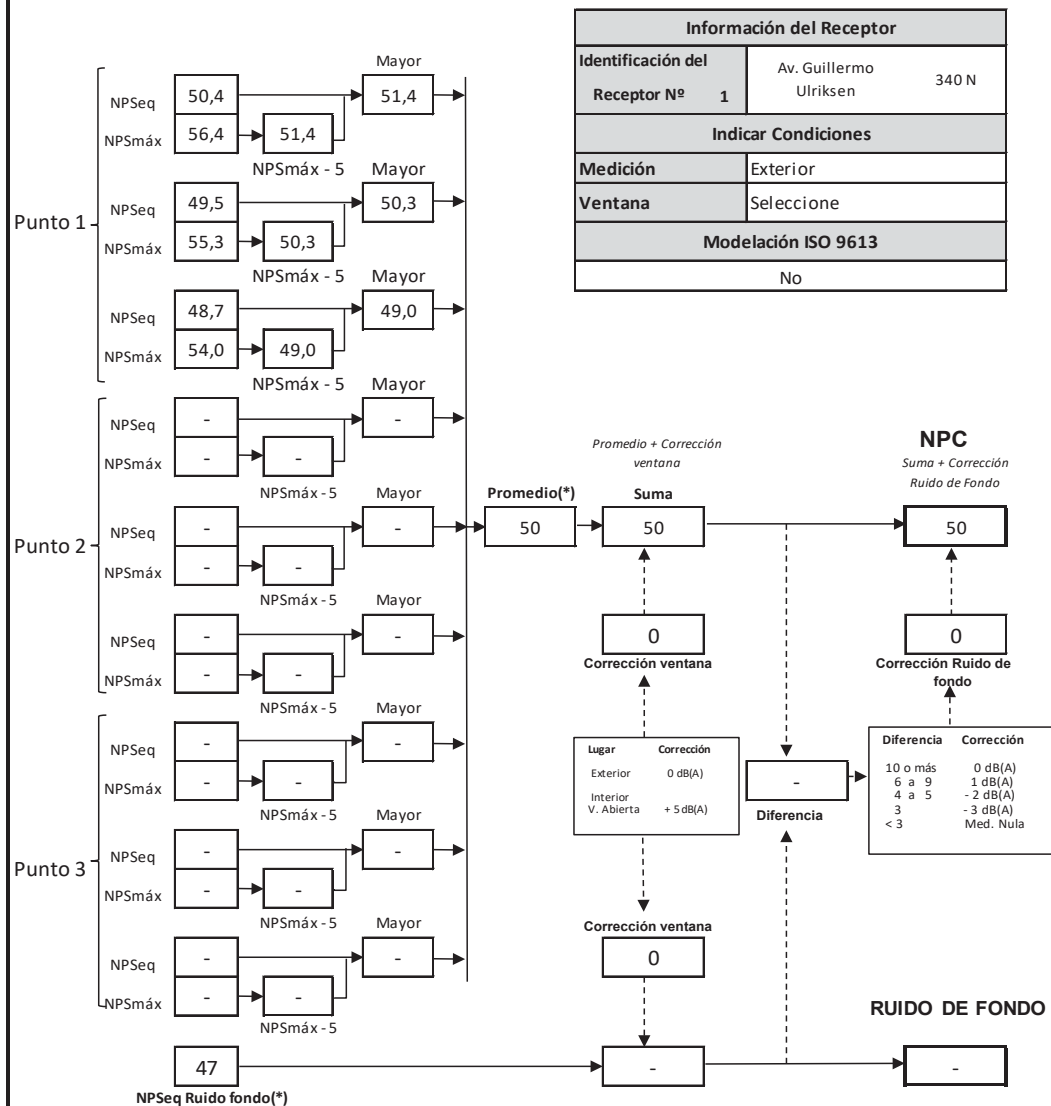 Información del Receptor
Identificación del
Receptor Nº 1
Av. Guillermo
Ulriksen
340 N
Indicar Condiciones
Medición Exterior
Ventana Seleccione
Modelación ISO 9613
No
Punto 1
Mayor
NPSeq 50,4 51,4
NPSmáx 56,4 51,4
NPSmáx - 5 Mayor
NPSeq 49,5 50,3
NPSmáx 55,3 50,3
NPSmáx - 5 Mayor
NPSeq 48,7 49,0
NPSmáx 54,0 49,0
NPSmáx - 5 Mayor
Punto 2
NPSeq - -
NPSmáx - -
NPSmáx - 5 Mayor
NPSeq - -
NPSmáx - -
NPSmáx - 5 Mayor
NPSeq - -
NPSmáx - -
NPSmáx - 5 Mayor
Punto 3
NPSeq - -
NPSmáx - -
NPSmáx - 5 Mayor
NPSeq - -
NPSmáx - -
NPSmáx - 5 Mayor
NPSeq - -
NPSmáx - -
NPSmáx - 5
47
NPSeq Ruido fondo(*)
Promedio(*)
50
Promedio + Corrección
ventana
Suma
50
0
Corrección ventana
Lugar Corrección
Exterior 0 dB(A)
Interior
V. Abierta + 5 dB(A)
Corrección ventana
0
-
-
Diferencia
NPC
Suma + Corrección
Ruido de Fondo
50
0
Corrección Ruido de
fondo
Diferencia Corrección
10 o más 0 dB(A)
6 a 9 1 dB(A)
4 a 5 - 2 dB(A)
3 - 3 dB(A)
< 3 Med. Nula
RUIDO DE FONDO
-